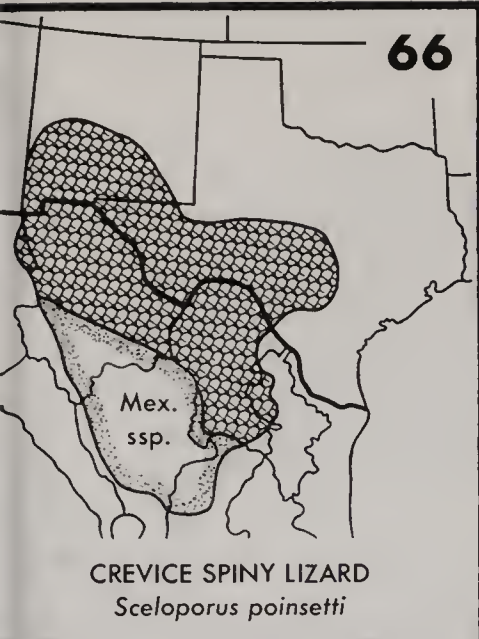 66
Mex.
ssp.
CREVICE SPINY LIZARD
Sceloporus poinsetti